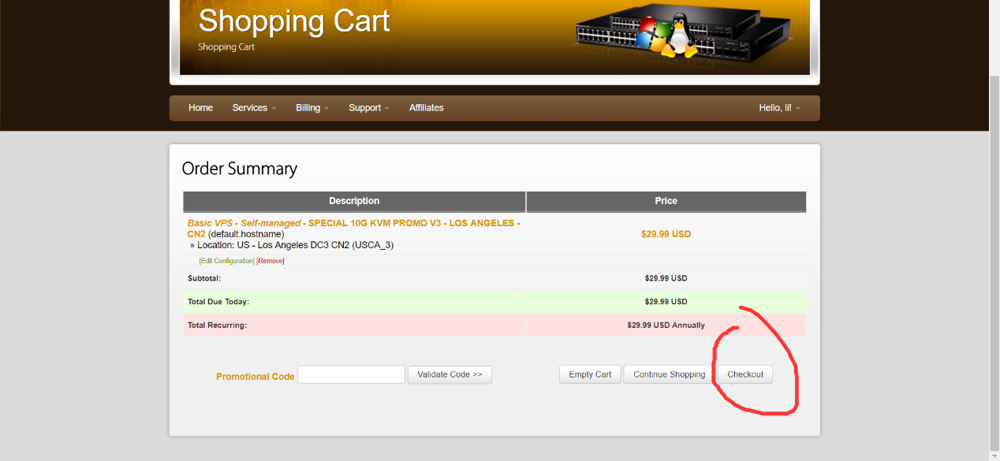 Shopping Cart
Shopping Cart
Home Services Billing Support Affiliates Hello, li!
Order Summary
Description Price
Basic VPS - Self-managed - SPECIAL 10G KVM PROMO V3 - LOS ANGELES -
CN2 (default.hostname) $29.99 USD
» Location: US - Los Angeles DC3 CN2 (USCA_3)
[Edit Configuration] [Remove]
Subtotal: $29.99 USD
Total Due Today: $29.99 USD
Total Recurring: $29.99 USD Annually
Promotional Code Validate Code >> Empty Cart Continue Shopping Checkout